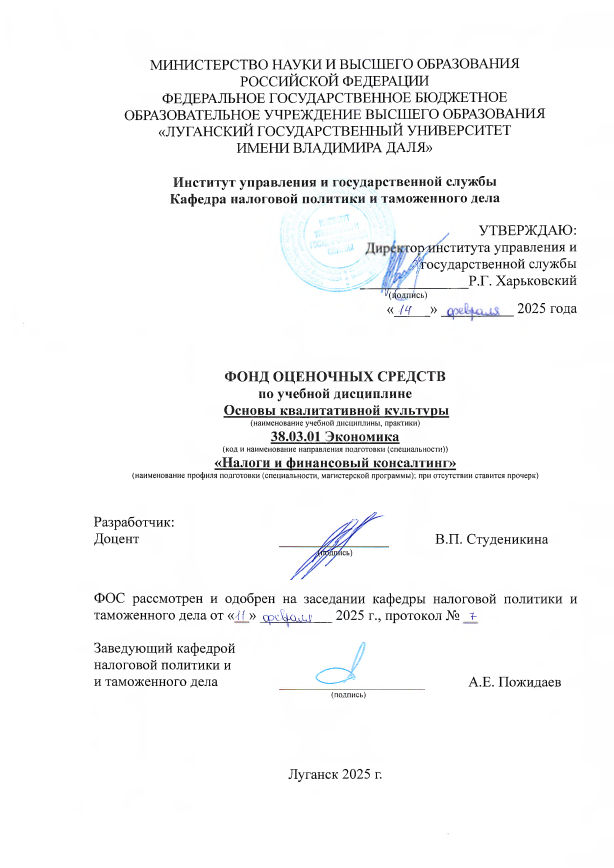 МИНИСТЕРСТВО НАУКИ И ВЫСШЕГО ОБРАЗОВАНИЯ
РОССИЙСКОЙ ФЕДЕРАЦИИ
ФЕДЕРАЛЬНОЕ ГОСУДАРСТВЕННОЕ БЮДЖЕТНОЕ
ОБРАЗОВАТЕЛЬНОЕ УЧРЕЖДЕНИЕ ВЫСШЕГО ОБРАЗОВАНИЯ
«ЛУГАНСКИЙ ГОСУДАРСТВЕННЫЙ УНИВЕРСИТЕТ
ИМЕНИ ВЛАДИМИРА ДАЛЯ»
Институт управления и государственной службы
Кафедра налоговой политики и таможенного дела
УТВЕРЖДАЮ:
Директор института управления и
государственной службы
Р.Г. Харьковский
(подпись)
«14» февраля 2025 года
ФОНД ОЦЕНОЧНЫХ СРЕДСТВ
по учебной дисциплине
Основы квалитативной культуры
(наименование учебной дисциплины, практики)
38.03.01 Экономика
(код и наименование направления подготовки (специальности))
«Налоги и финансовый консалтинг»
(наименование профиля подготовки (специальности, магистерской программы); при отсутствии ставится прочерк)
Разработчик:
Доцент В.П. Студеникина
(подпись)
ФОС рассмотрен и одобрен на заседании кафедры налоговой политики и
таможенного дела от «11» февраля 2025 г., протокол № 7
Заведующий кафедрой
налоговой политики и
и таможенного дела А.Е. Пожидаев
(подпись)
Луганск 2025 г.